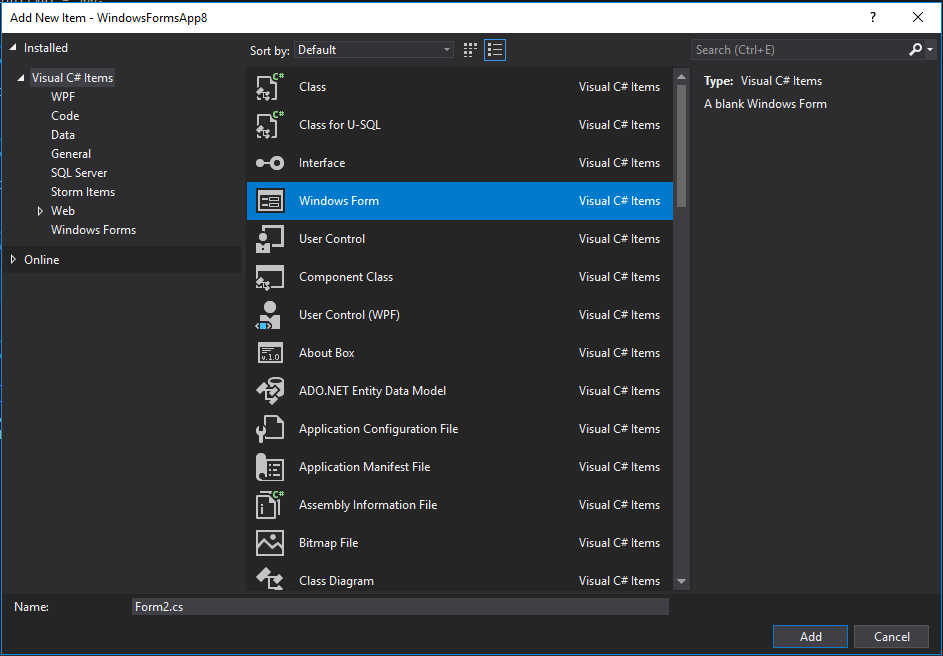 Add New Item - WindowsFormsApp8
?
Installed
Visual C# Items
WPF
Code
Data
General
SQL Server
Storm Items
Web
Windows Forms
Online
Sort by: Default
Class Visual C# Items
Class for U-SQL Visual C# Items
Interface Visual C# Items
Windows Form Visual C# Items
User Control Visual C# Items
Component Class Visual C# Items
User Control (WPF) Visual C# Items
About Box Visual C# Items
ADO.NET Entity Data Model Visual C# Items
Application Configuration File Visual C# Items
Application Manifest File Visual C# Items
Assembly Information File Visual C# Items
Bitmap File Visual C# Items
Class Diagram Visual C# Items
Search (Ctrl+E)
Type: Visual C# Items
A blank Windows Form
Name: Form2.cs
Add Cancel